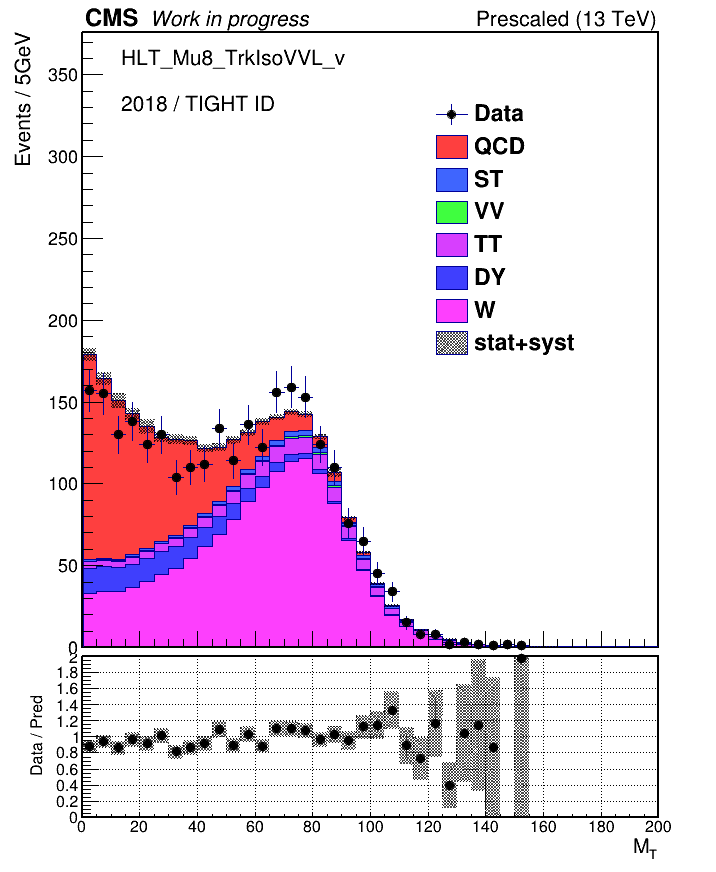 CMS Work in progress Prescaled (13 TeV)
HLT_Mu8_TrkIsoVVL_v
2018 / TIGHT ID
Events / 5GeV
350
300
250
200
150
100
50
0
Data
QCD
ST
VV
TT
DY
W
stat+syst
Data / Pred
2
1.8
1.6
1.4
1.2
1
0.8
0.6
0.4
0.2
0
0 20 40 60 80 100 120 140 160 180 200
M_T